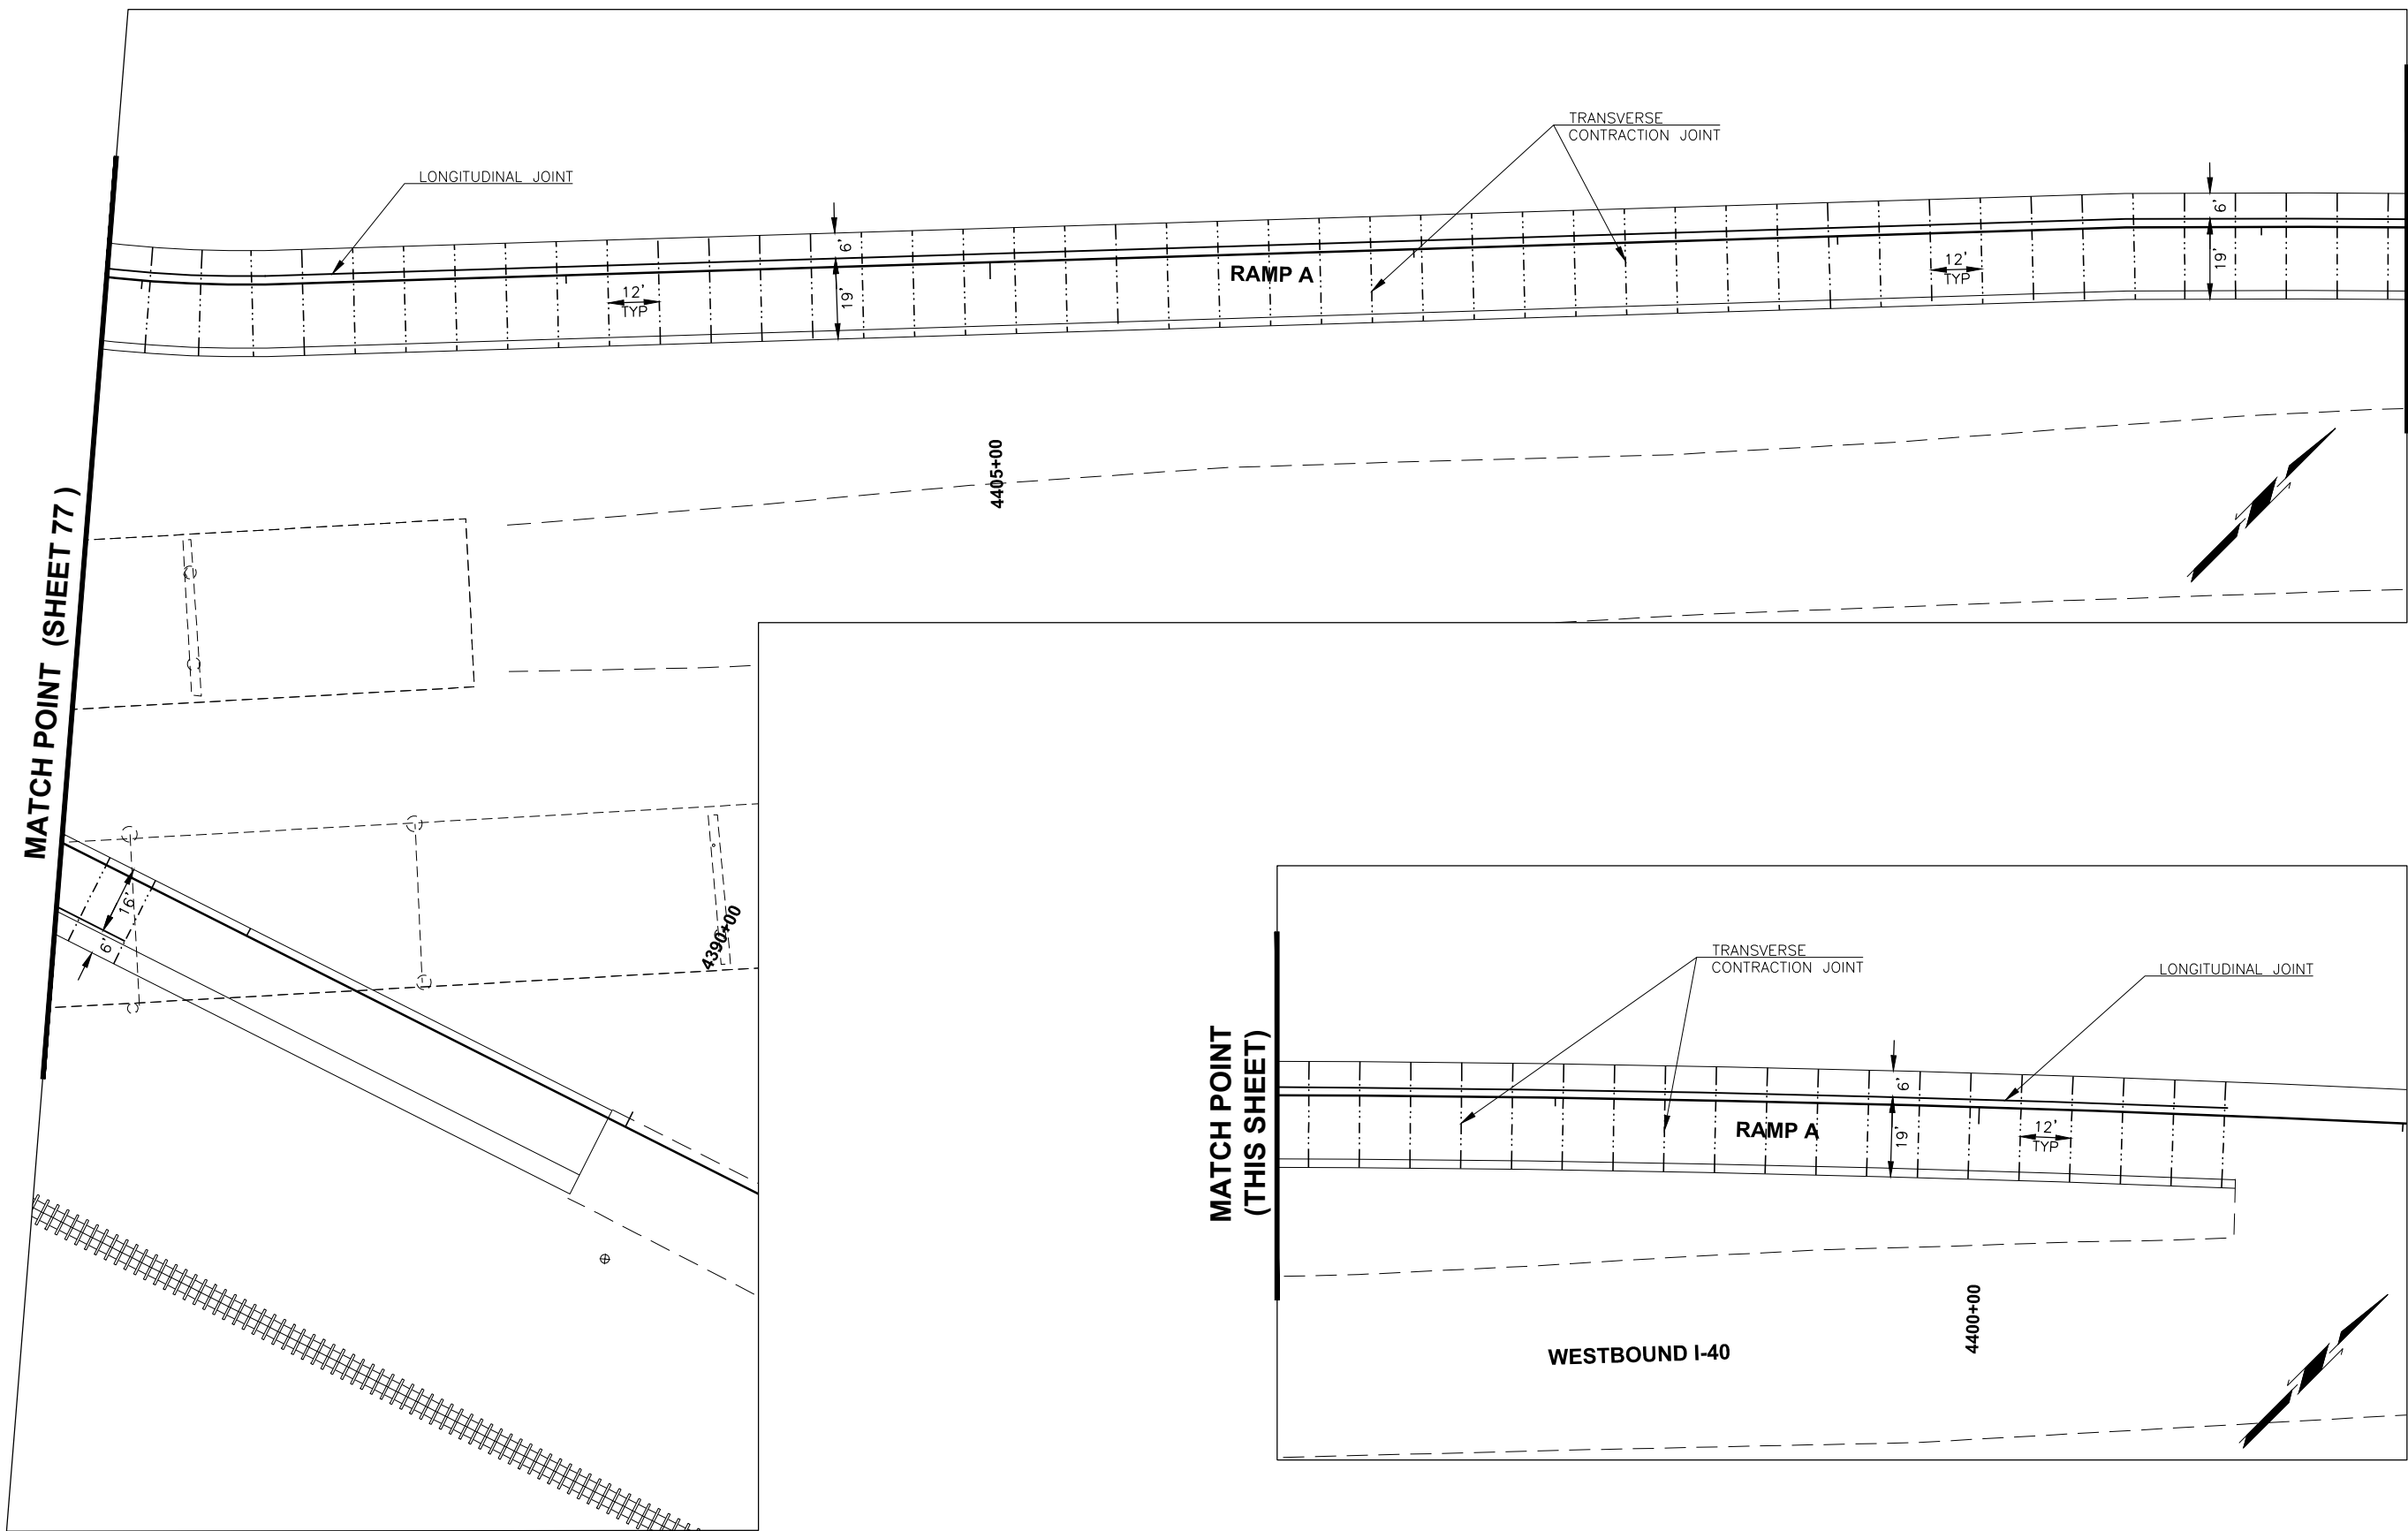 TRANSVERSE
CONTRACTION JOINT
LONGITUDINAL JOINT
6'
6'
RAMP A
19'
19'
12'
TYP
12'
TYP
4405+00
MATCH POINT (SHEET 77 )
16'
6'
4390+00
TRANSVERSE
CONTRACTION JOINT
LONGITUDINAL JOINT
MATCH POINT
(THIS SHEET)
6'
RAMP A
19'
12'
TYP
4400+00
WESTBOUND I-40